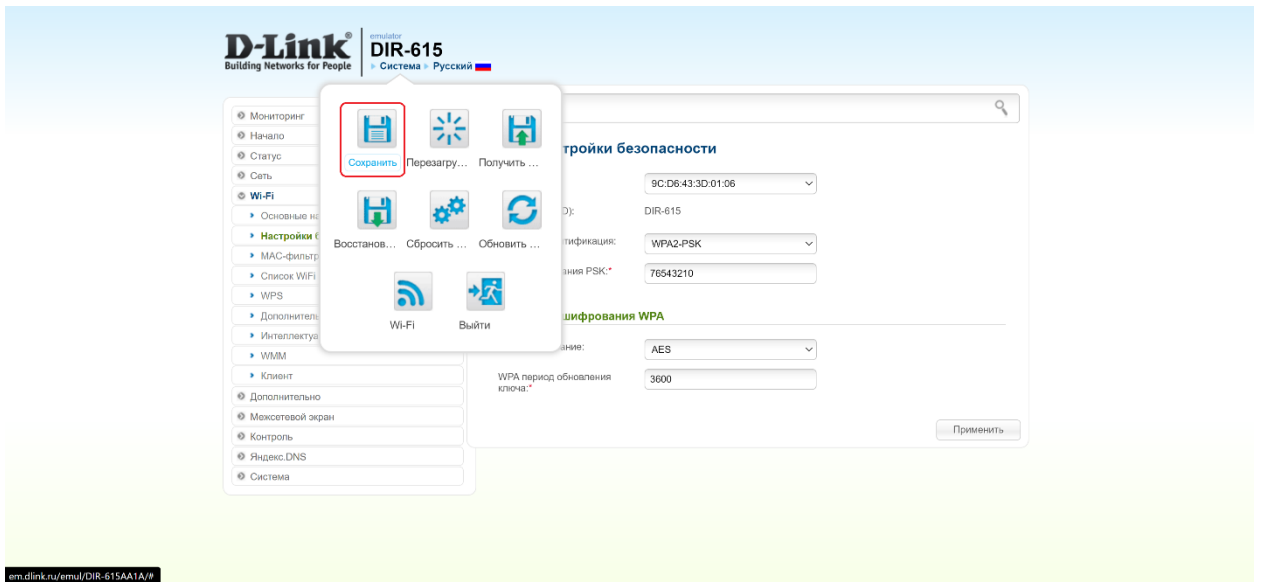 D-Link®
Building Networks for People
emulator
DIR-615
Система Русский
Мониторинг
Начало
Статус
Сеть
Wi-Fi
Основные на
Настройки б
MAC-фильтр
Список WiFi
WPS
Дополнитель
Интеллектуа
WMM
Клиент
Дополнительно
Межсетевой экран
Контроль
Яндекс.DNS
Система
Сохранить
Перезагру...
Получить ...
Восстанов...
Сбросить ...
Обновить ...
Wi-Fi
Выйти
тройки безопасности
9C:D6:43:3D:01:06
D):
DIR-615
тификация:
WPA2-PSK
ания PSK:*
76543210
шифрования WPA
ание:
AES
WPA период обновления
ключа:*
3600
Применить
em.dlink.ru/emul/DIR-615AA1A/#